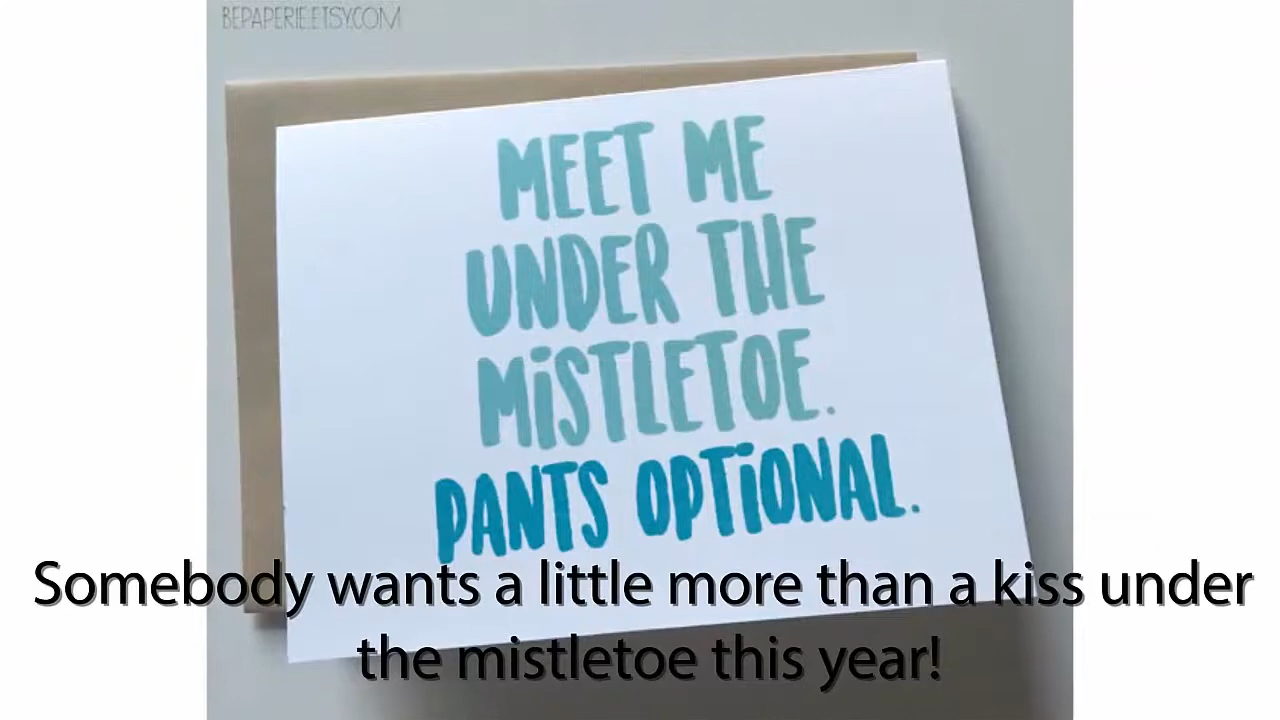 BEPAPERIE.ETSY.COM
MEET ME
UNDER THE
MiSTLETOE.
PANTS OPTiONAL.
Somebody wants a little more than a kiss under
the mistletoe this year!